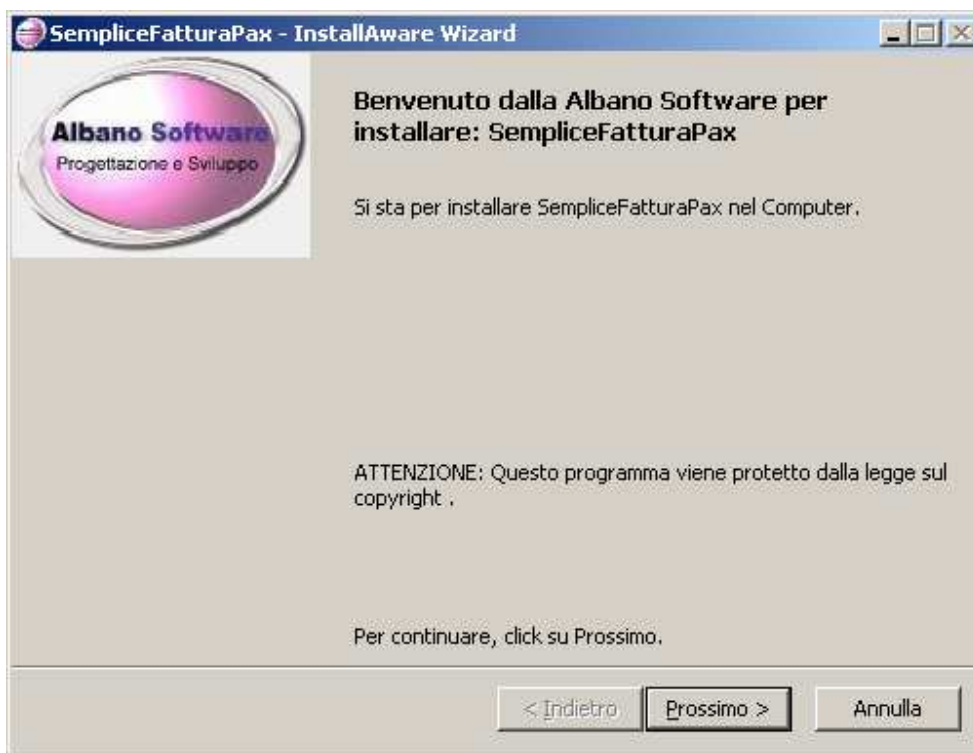 SempliceFatturaPax - InstallAware Wizard
Albano Software
Progettazione e Sviluppo
Benvenuto dalla Albano Software per
installare: SempliceFatturaPax
Si sta per installare SempliceFatturaPax nel Computer.
ATTENZIONE: Questo programma viene protetto dalla legge sul
copyright .
Per continuare, click su Prossimo.
< Indietro
Prossimo >
Annulla